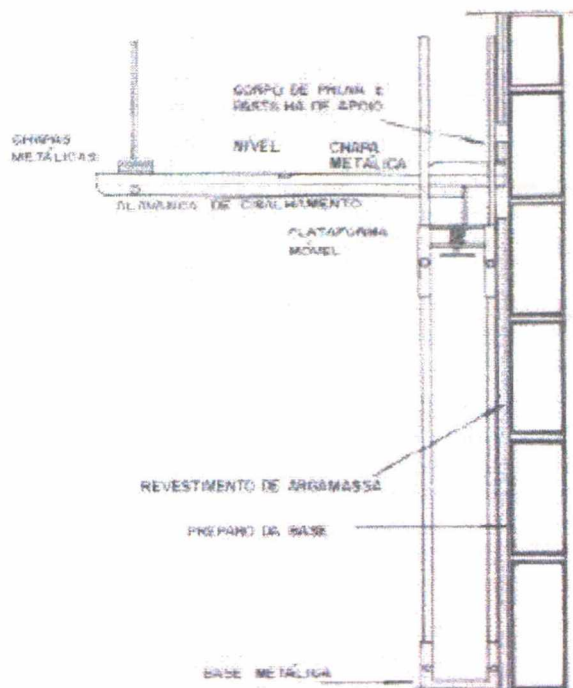 CORPO DE PROVA E
PASTILHA DE APOIO
CHAPAS
METÁLICAS
NÍVEL
CHAPA
METÁLICA
ALAVANCA DE CISALHAMENTO
PLATAFORMA
MÓVEL
REVESTIMENTO DE ARGAMASSA
PREPARO DA BASE
BASE METÁLICA